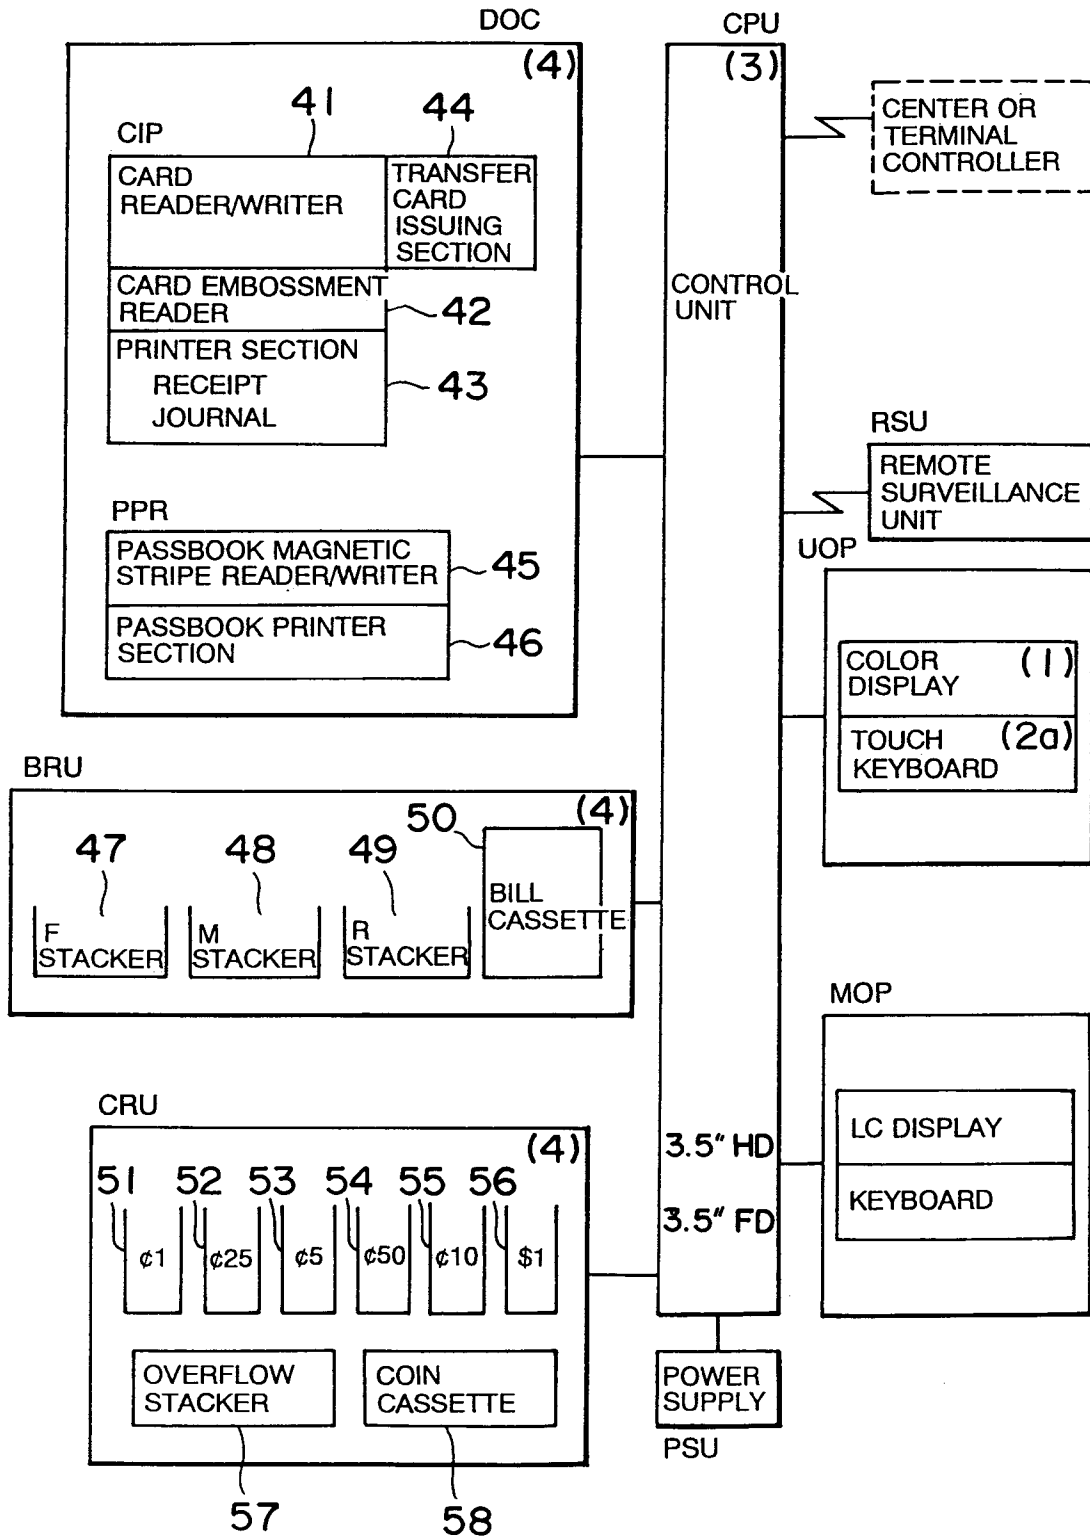 DOC
(4)
41
44
CIP
CARD
READER/WRITER
TRANSFER
CARD
ISSUING
SECTION
CARD EMBOSSMENT
READER
42
PRINTER SECTION
RECEIPT
JOURNAL
43
PPR
PASSBOOK MAGNETIC
STRIPE READER/WRITER
45
PASSBOOK PRINTER
SECTION
46
BRU
(4)
47
48
49
50
F
STACKER
M
STACKER
R
STACKER
BILL
CASSETTE
CRU
(4)
51
52
53
54
55
56
¢1
¢25
¢5
¢50
¢10
$1
OVERFLOW
STACKER
COIN
CASSETTE
57
58
CPU
(3)
CONTROL
UNIT
3.5" HD
3.5" FD
POWER
SUPPLY
PSU
CENTER OR
TERMINAL
CONTROLLER
RSU
REMOTE
SURVEILLANCE
UNIT
UOP
COLOR
DISPLAY
(1)
TOUCH
KEYBOARD
(2a)
MOP
LC DISPLAY
KEYBOARD